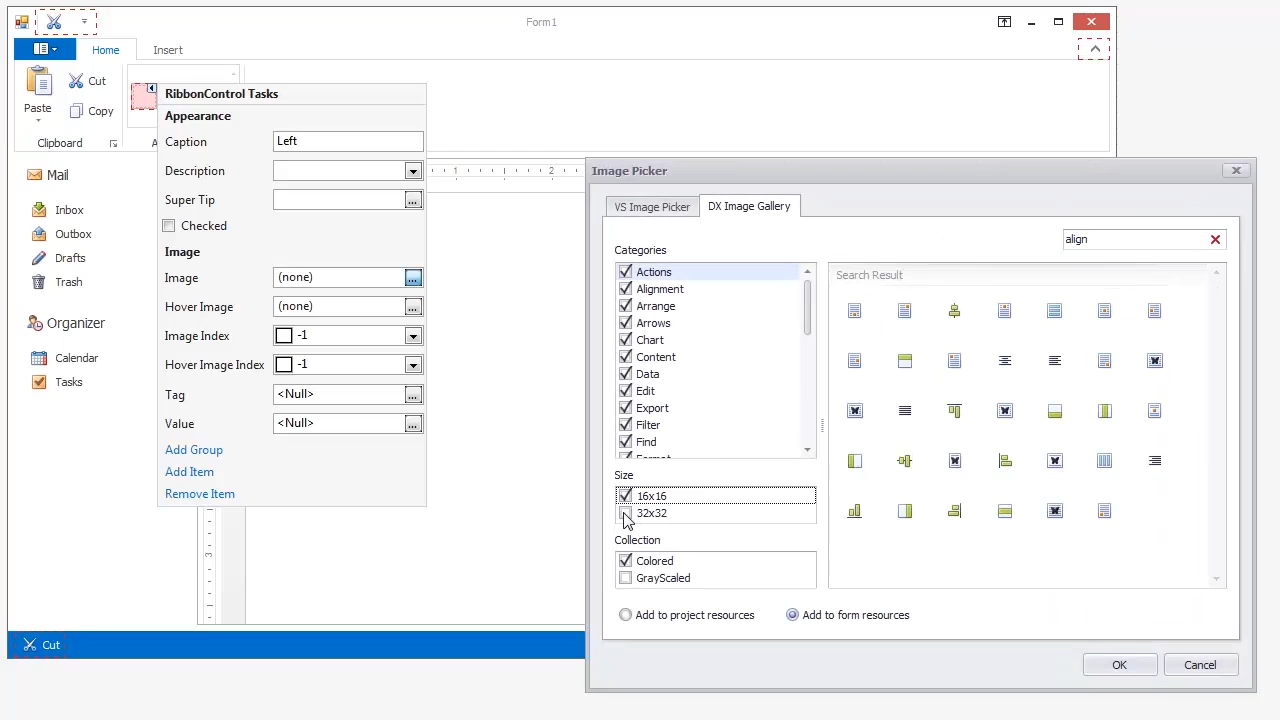 Form1
Home
Insert
Paste
Cut
Copy
Clipboard
Mail
Inbox
Outbox
Drafts
Trash
Organizer
Calendar
Tasks
RibbonControl Tasks
Appearance
Caption Left
Description
Super Tip ...
Checked
Image
Image (none) ...
Hover Image (none) ...
Image Index -1
Hover Image Index -1
Tag <Null> ...
Value <Null> ...
Add Group
Add Item
Remove Item
1
2
3
Cut
Image Picker
VS Image Picker
DX Image Gallery
align
Categories
Actions
Alignment
Arrange
Arrows
Chart
Content
Data
Edit
Export
Filter
Find
Format
Size
16x16
32x32
Collection
Colored
GrayScaled
Search Result
Add to project resources
Add to form resources
OK
Cancel